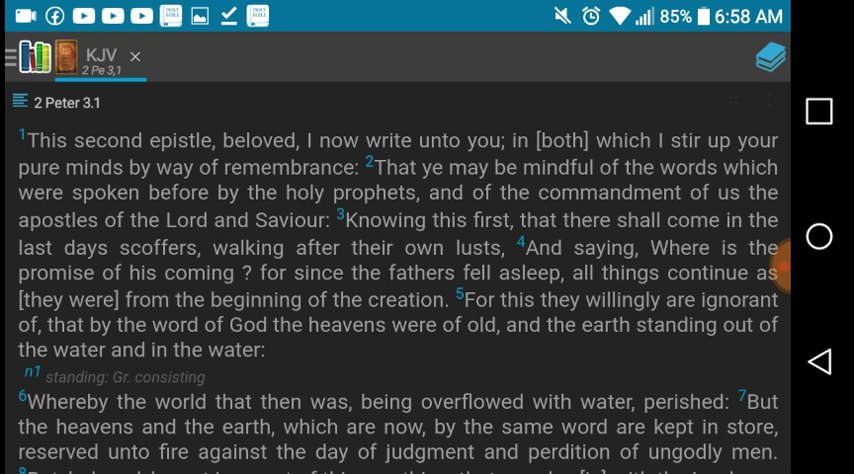 85% 6:58 AM
KJV ×
2 Pe 3,1
2 Peter 3.1
1This second epistle, beloved, I now write unto you; in [both] which I stir up your
pure minds by way of remembrance: 2That ye may be mindful of the words which
were spoken before by the holy prophets, and of the commandment of us the
apostles of the Lord and Saviour: 3Knowing this first, that there shall come in the
last days scoffers, walking after their own lusts, 4And saying, Where is the
promise of his coming ? for since the fathers fell asleep, all things continue as
[they were] from the beginning of the creation. 5For this they willingly are ignorant
of, that by the word of God the heavens were of old, and the earth standing out of
the water and in the water:
n1 standing: Gr. consisting
6Whereby the world that then was, being overflowed with water, perished: 7But
the heavens and the earth, which are now, by the same word are kept in store,
reserved unto fire against the day of judgment and perdition of ungodly men.